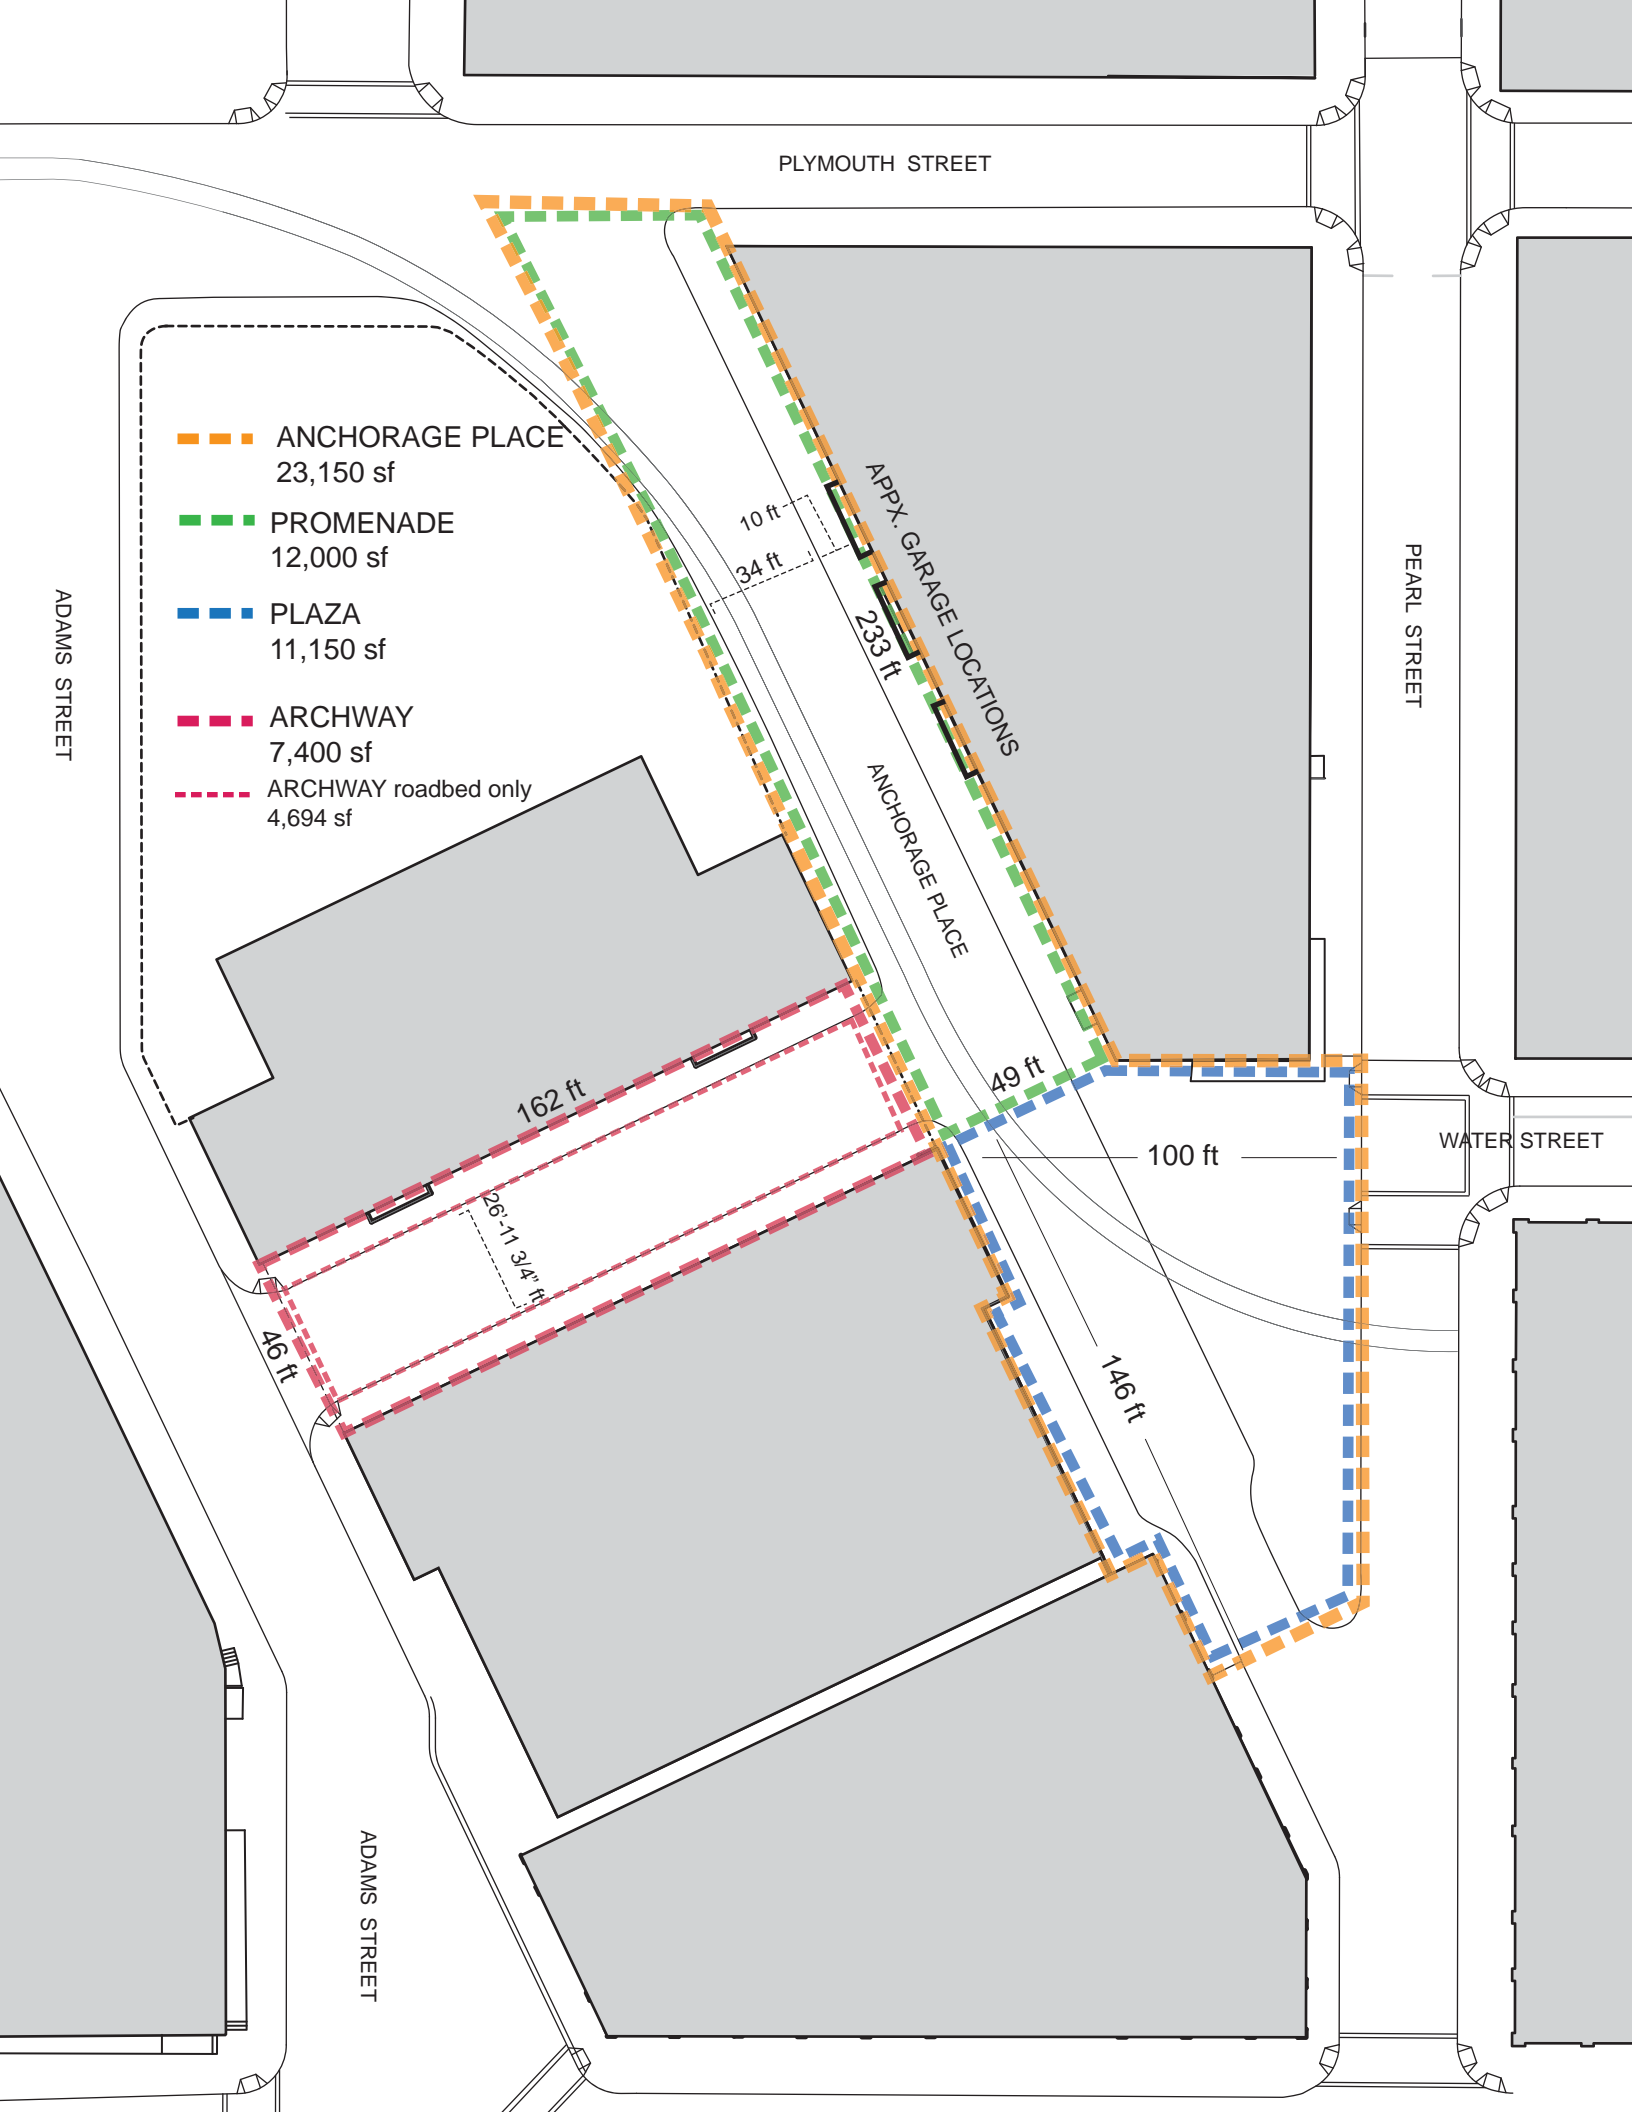 PLYMOUTH STREET
ANCHORAGE PLACE
23,150 sf
PROMENADE
12,000 sf
PLAZA
11,150 sf
ARCHWAY
7,400 sf
ARCHWAY roadbed only
4,694 sf
ADAMS STREET
10 ft
34 ft
APPX. GARAGE LOCATIONS
233 ft
ANCHORAGE PLACE
PEARL STREET
49 ft
162 ft
WATER STREET
100 ft
26'-11 3/4" ft
46 ft
146 ft
ADAMS STREET